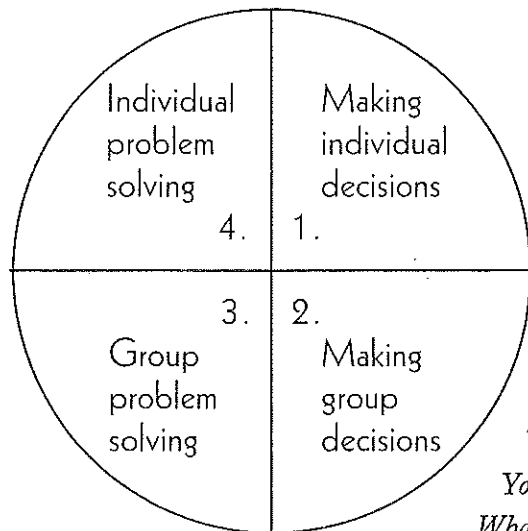 Individual
problem
solving
4.
Making
individual
decisions
1.
3.
Group
problem
solving
2.
Making
group
decisions